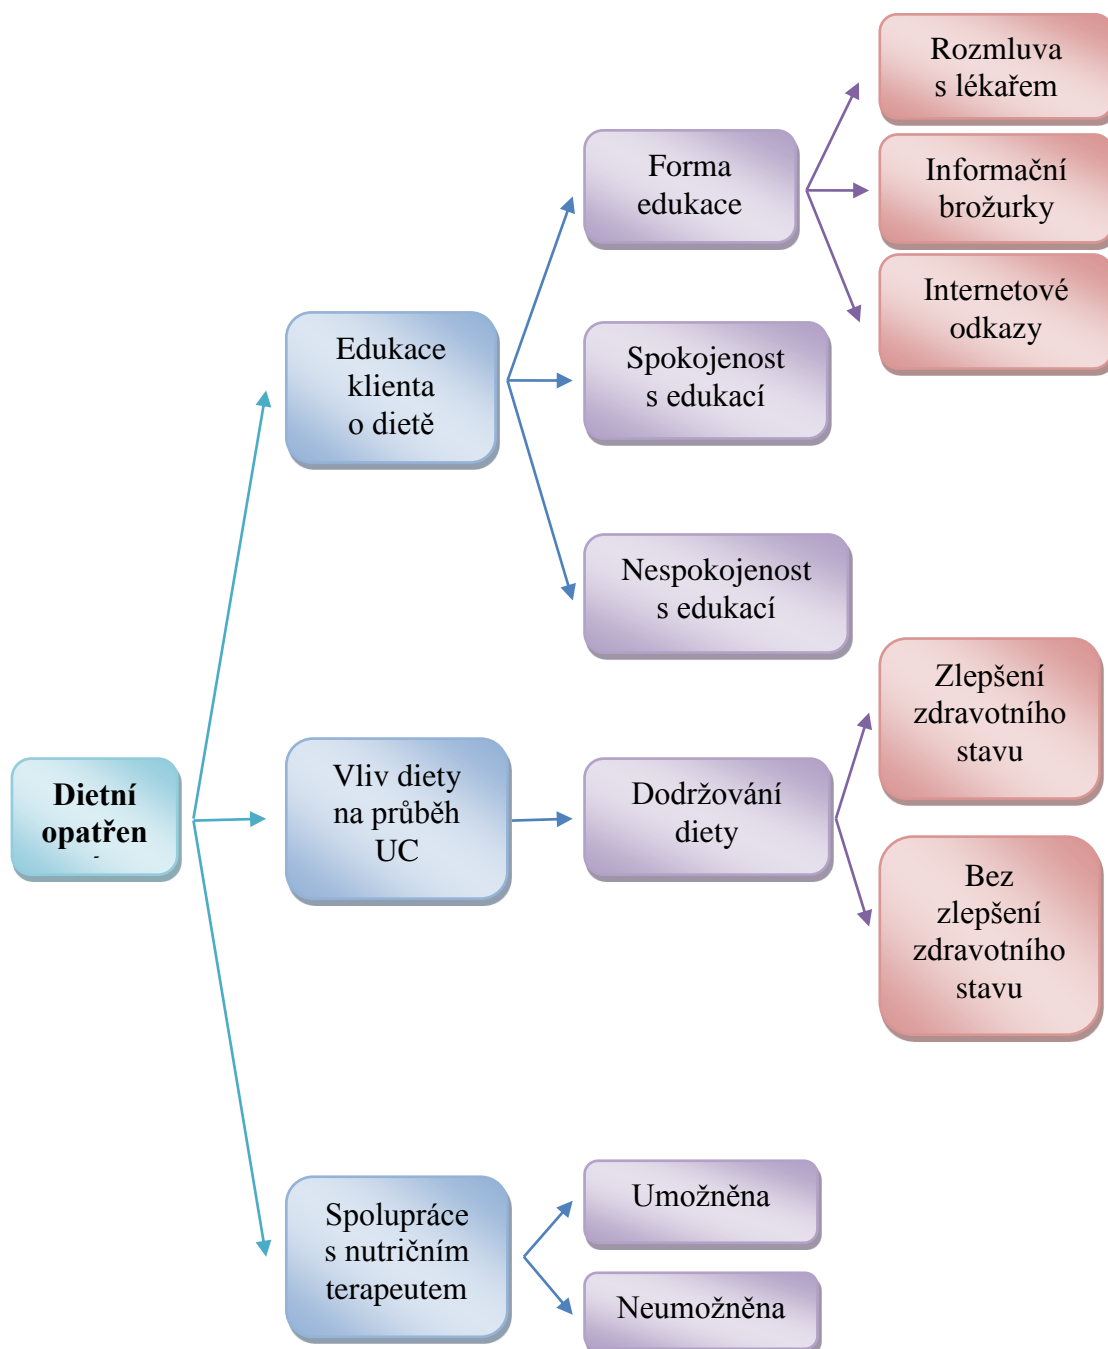 Rozmluva
s lékařem
Forma
edukace
Informační
brožurky
Internetové
odkazy
Edukace
klienta
o dietě
Spokojenost
s edukací
Nespokojenost
s edukací
Zlepšení
zdravotního
stavu
Dietní
opatřen
Vliv diety
na průběh
UC
Dodržování
diety
Bez
zlepšení
zdravotního
stavu
Spolupráce
s nutričním
terapeutem
Umožněna
Neumožněna